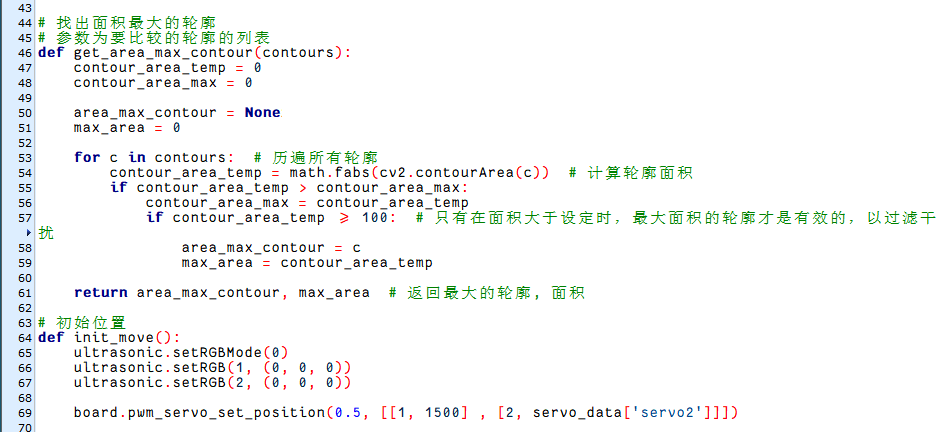 43
44 # 找出面积最大的轮廓
45 # 参数为要比较的轮廓的列表
46 def get_area_max_contour(contours):
47     contour_area_temp = 0
48     contour_area_max = 0
49
50     area_max_contour = None
51     max_area = 0
52
53     for c in contours:  # 历遍所有轮廓
54         contour_area_temp = math.fabs(cv2.contourArea(c))  # 计算轮廓面积
55         if contour_area_temp > contour_area_max:
56             contour_area_max = contour_area_temp
57             if contour_area_temp ⩾ 100:  # 只有在面积大于设定时，最大面积的轮廓才是有效的，以过滤干
扰
58                 area_max_contour = c
59                 max_area = contour_area_temp
60
61     return area_max_contour, max_area  # 返回最大的轮廓, 面积
62
63 # 初始位置
64 def init_move():
65     ultrasonic.setRGBMode(0)
66     ultrasonic.setRGB(1, (0, 0, 0))
67     ultrasonic.setRGB(2, (0, 0, 0))
68
69     board.pwm_servo_set_position(0.5, [[1, 1500] , [2, servo_data['servo2']]])
70